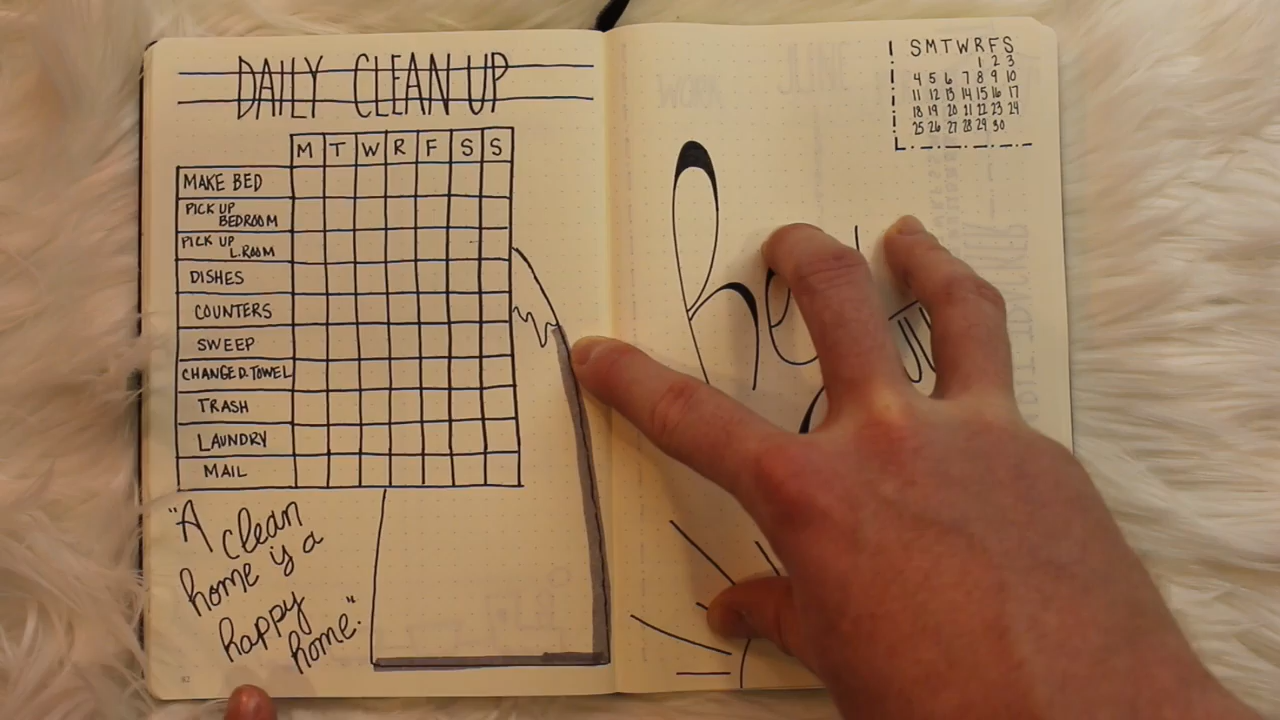 DAILY CLEAN UP
M T W R F S S
MAKE BED
PICK UP
BEDROOM
PICK UP
L.ROOM
DISHES
COUNTERS
SWEEP
CHANGE D. TOWEL
TRASH
LAUNDRY
MAIL
"A
clean
home is a
happy
home."
92
S M T W R F S
1 2 3
4 5 6 7 8 9 10
11 12 13 14 15 16 17
18 19 20 21 22 23 24
25 26 27 28 29 30